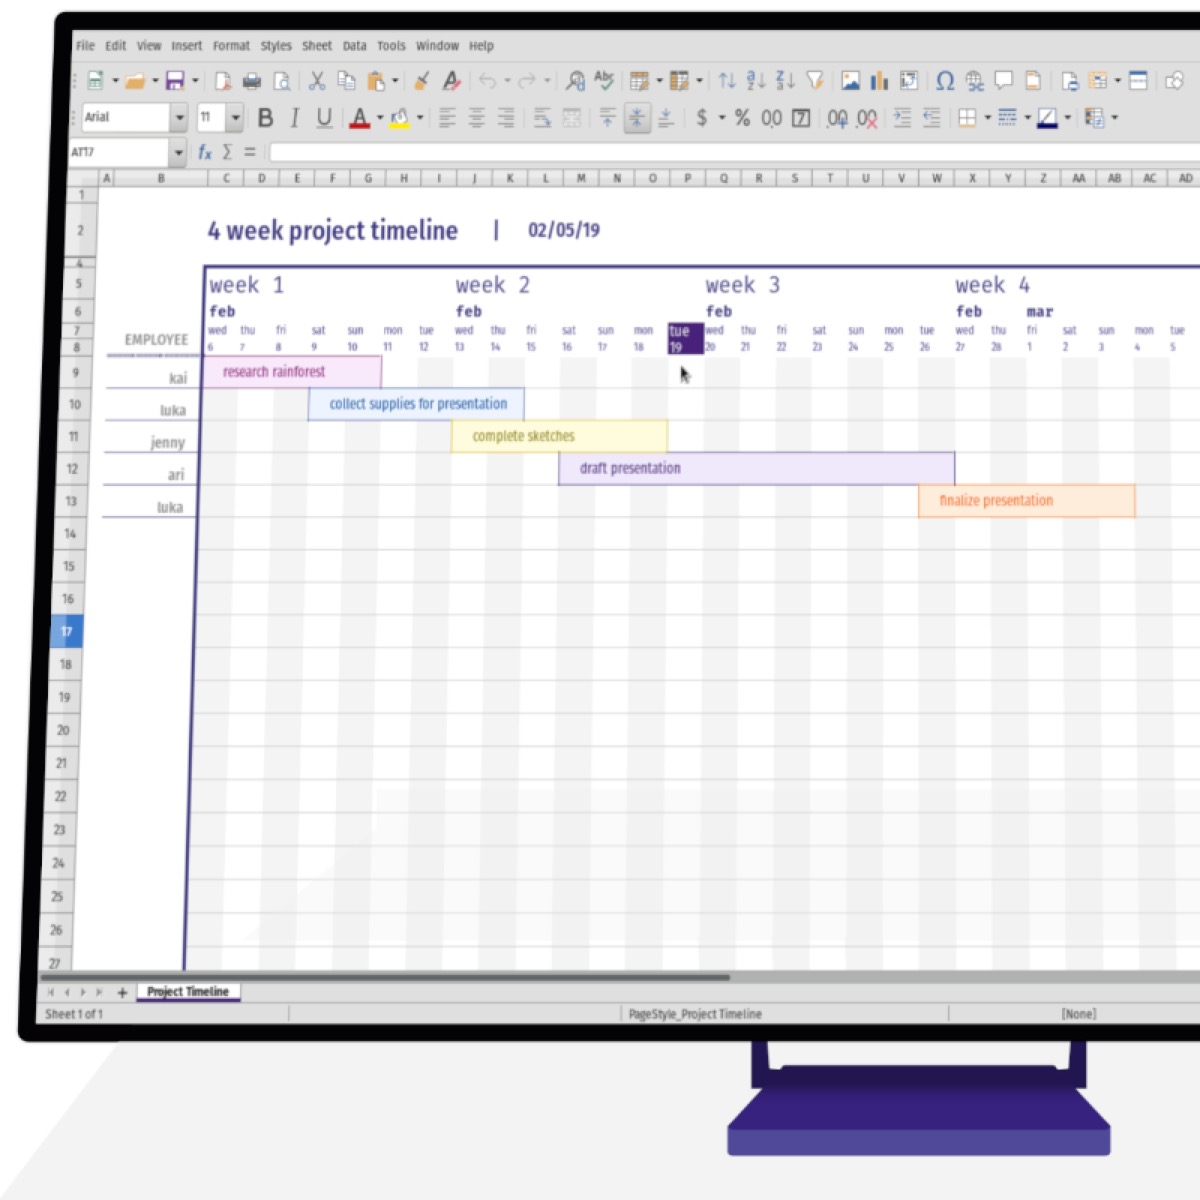 File Edit View Insert Format Styles Sheet Data Tools Window Help
Arial 11
AT17
A B C D E F G H I J K L M N O P Q R S T U V W X Y Z AA AB AC AD
1
2 4 week project timeline | 02/05/19
4
5 week 1 week 2 week 3 week 4
6 feb feb feb feb mar
7 wed thu fri sat sun mon tue wed thu fri sat sun mon tue wed thu fri sat sun mon tue wed thu fri sat sun mon tue
EMPLOYEE
8 6 7 8 9 10 11 12 13 14 15 16 17 18 19 20 21 22 23 24 25 26 27 28 1 2 3 4 5
9 kai research rainforest
10 luka collect supplies for presentation
11 jenny complete sketches
12 ari draft presentation
13 luka finalize presentation
14
15
16
17
18
19
20
21
22
23
24
25
26
27
Project Timeline
Sheet 1 of 1 PageStyle_Project Timeline [None]